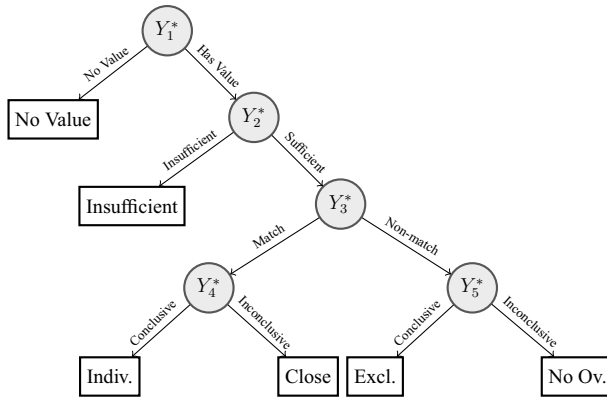 Y₁*
No Value
Has Value
No Value
Y₂*
Insufficient
Sufficient
Insufficient
Y₃*
Match
Non-match
Y₄*
Y₅*
Conclusive
Inconclusive
Conclusive
Inconclusive
Indiv.
Close
Excl.
No Ov.